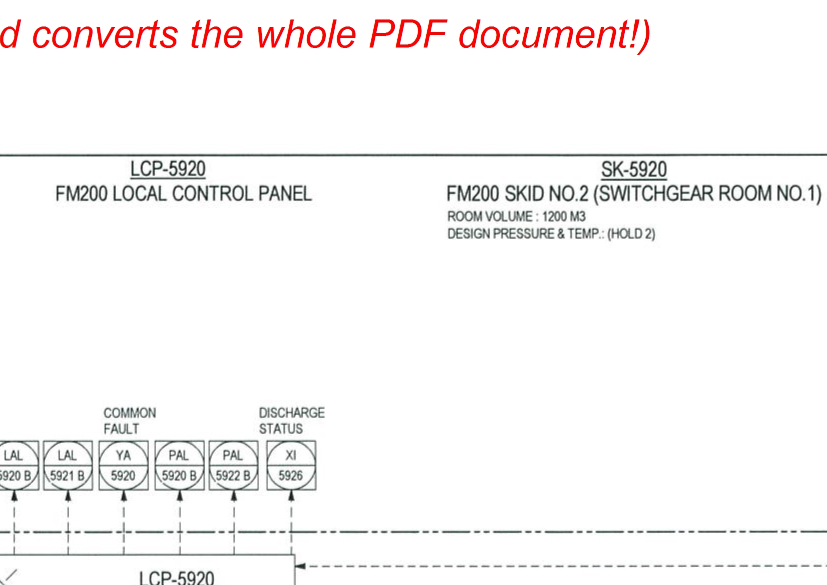 d converts the whole PDF document!)
LCP-5920
FM200 LOCAL CONTROL PANEL
SK-5920
FM200 SKID NO.2 (SWITCHGEAR ROOM NO.1)
ROOM VOLUME : 1200 M3
DESIGN PRESSURE & TEMP.: (HOLD 2)
COMMON
FAULT
DISCHARGE
STATUS
LAL LAL YA PAL PAL XI
5920 B 5921 B 5920 5920 B 5922 B 5926
LCP-5920